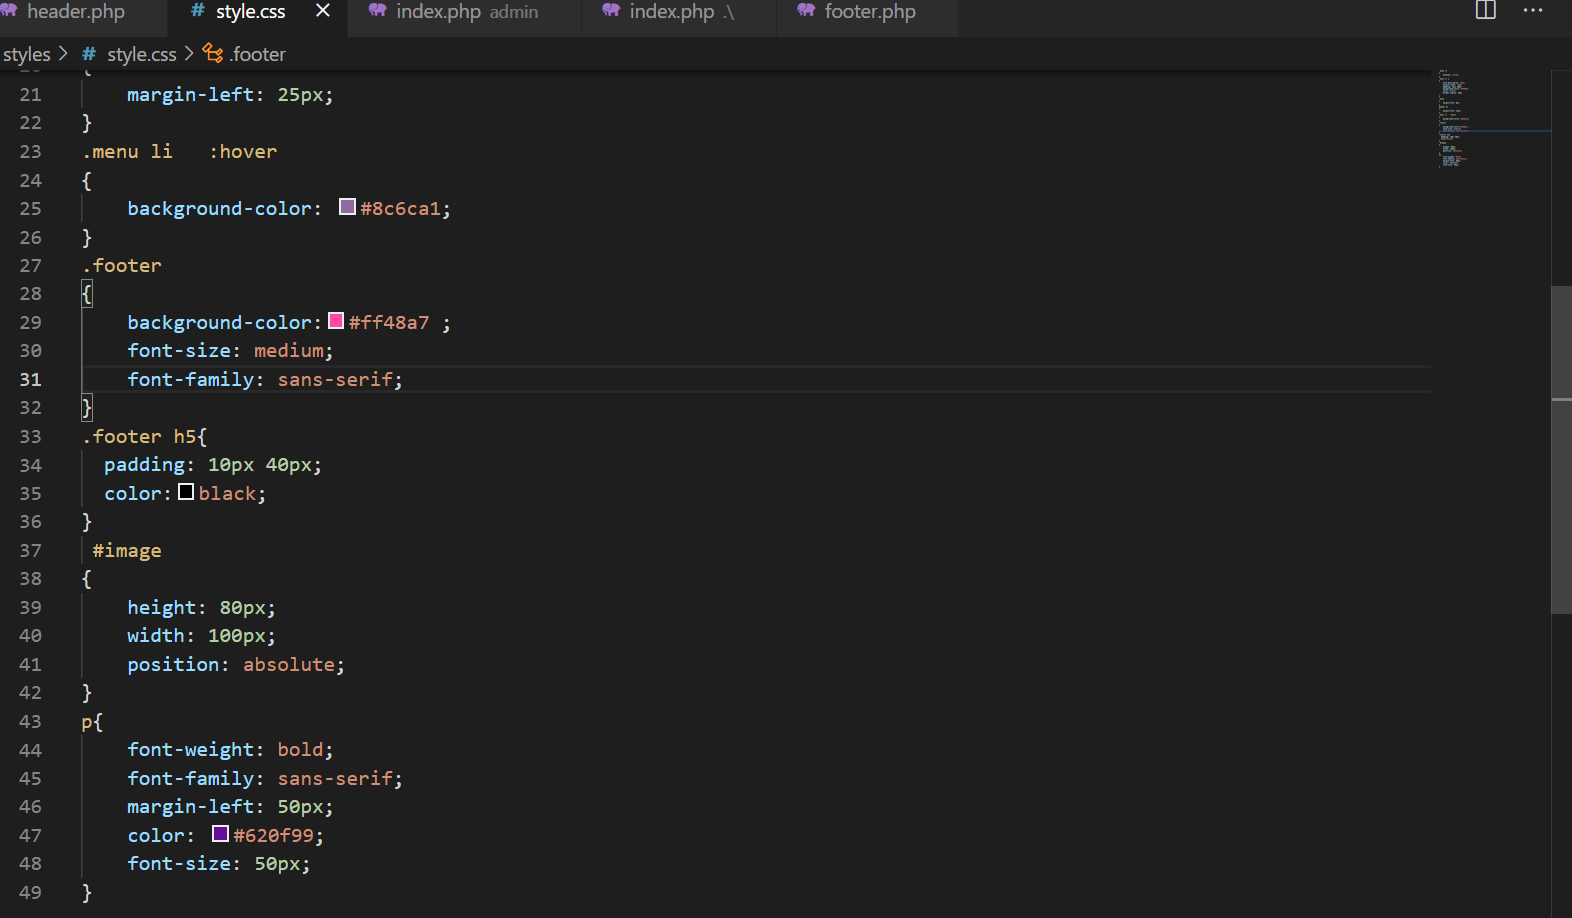 header.php # style.css × index.php admin index.php .\ footer.php ···
styles > # style.css > .footer
{
21 margin-left: 25px;
22 }
23 .menu li   :hover
24 {
25 background-color: #8c6ca1;
26 }
27 .footer
28 {
29 background-color: #ff48a7 ;
30 font-size: medium;
31 font-family: sans-serif;
32 }
33 .footer h5{
34 padding: 10px 40px;
35 color: black;
36 }
37 #image
38 {
39 height: 80px;
40 width: 100px;
41 position: absolute;
42 }
43 p{
44 font-weight: bold;
45 font-family: sans-serif;
46 margin-left: 50px;
47 color: #620f99;
48 font-size: 50px;
49 }